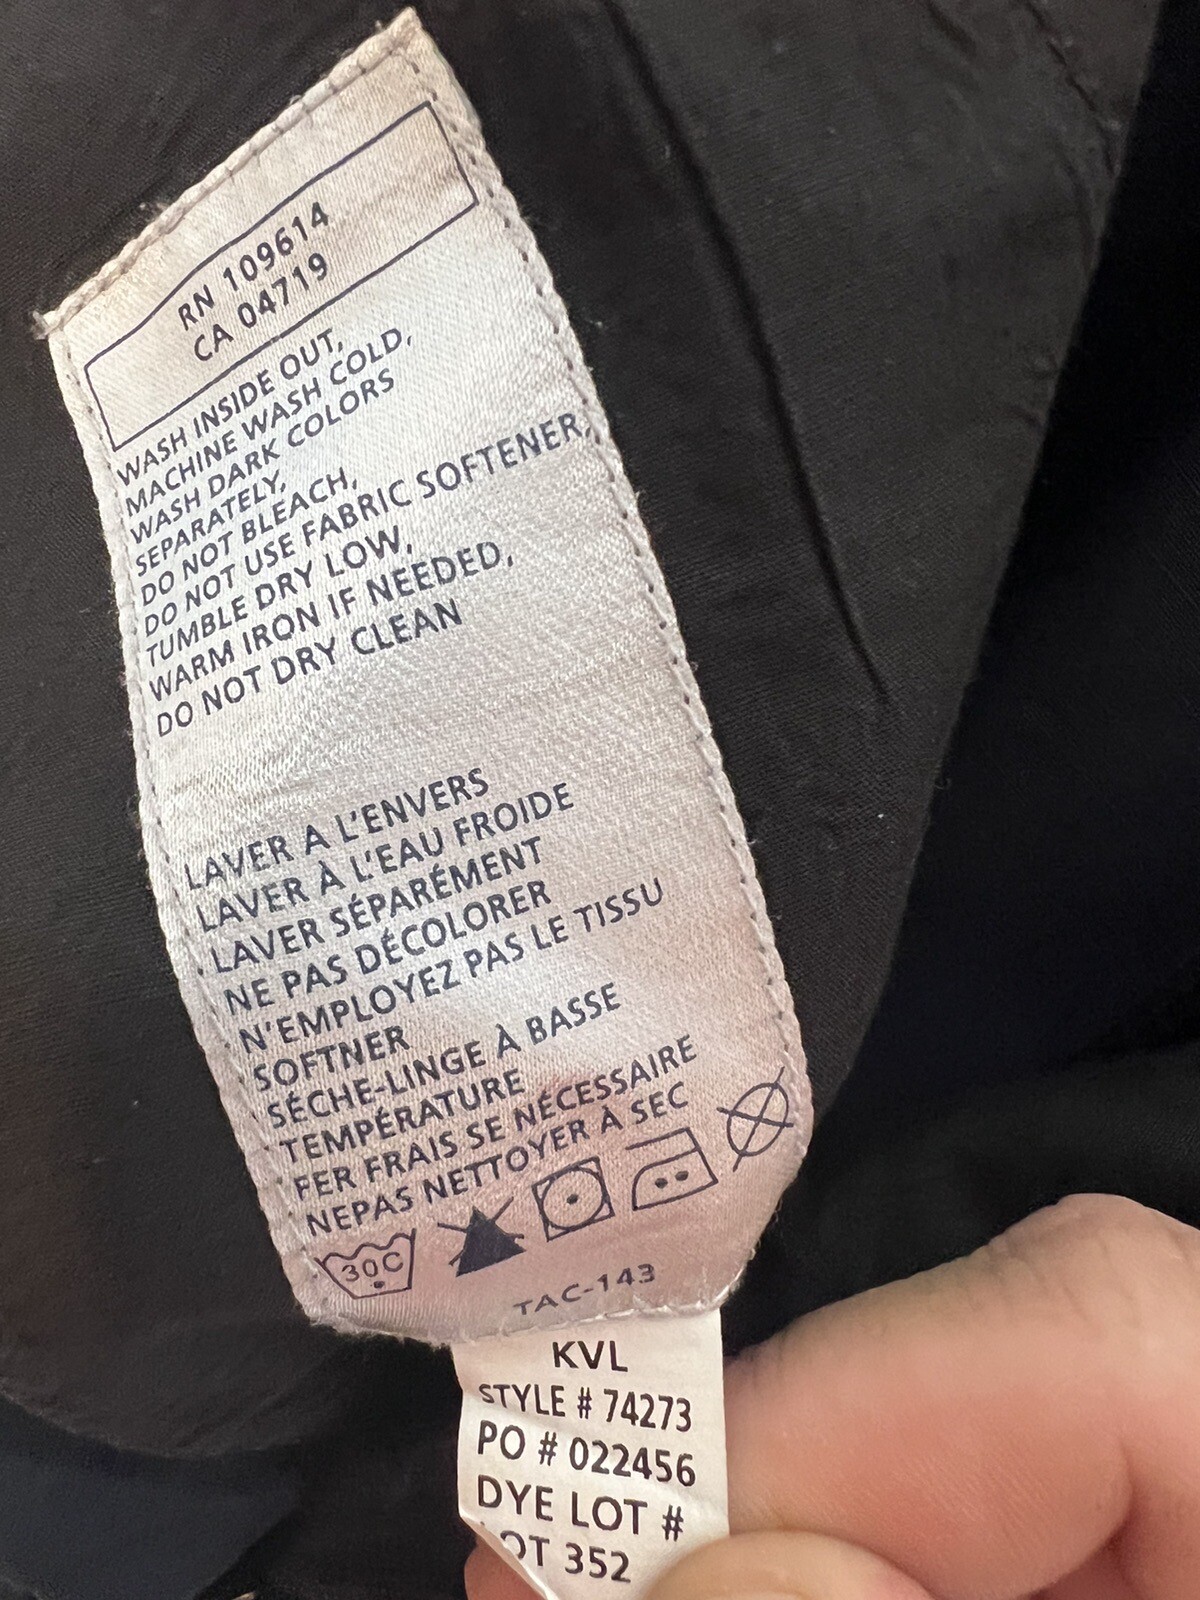 RN 109614
CA 04719
WASH INSIDE OUT,
MACHINE WASH COLD,
WASH DARK COLORS
SEPARATELY,
DO NOT BLEACH,
DO NOT USE FABRIC SOFTENER,
TUMBLE DRY LOW,
WARM IRON IF NEEDED,
DO NOT DRY CLEAN
LAVER A L'ENVERS
LAVER À L'EAU FROIDE
LAVER SÉPARÉMENT
NE PAS DÉCOLORER
N'EMPLOYEZ PAS LE TISSU
SOFTNER
SÉCHE-LINGE À BASSE
TEMPÉRATURE
FER FRAIS SE NÉCESSAIRE
NEPAS NETTOYER À SEC
30C
TAC-143
KVL
STYLE # 74273
PO # 022456
DYE LOT #
LOT 352